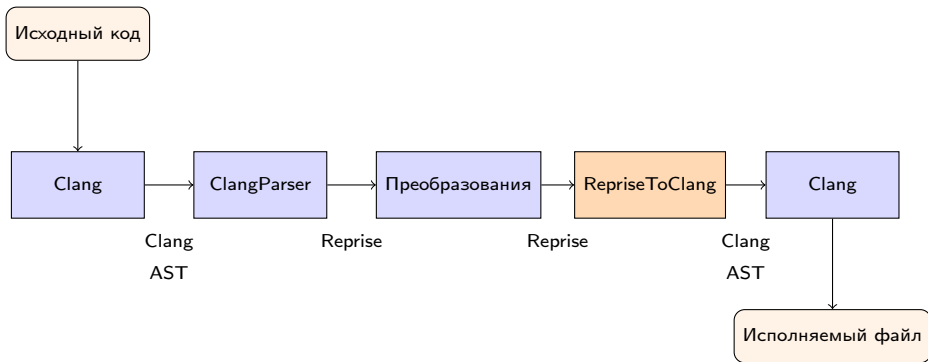 Исходный код
Clang
ClangParser
Преобразования
RepriseToClang
Clang
Clang
AST
Reprise
Reprise
Clang
AST
Исполняемый файл